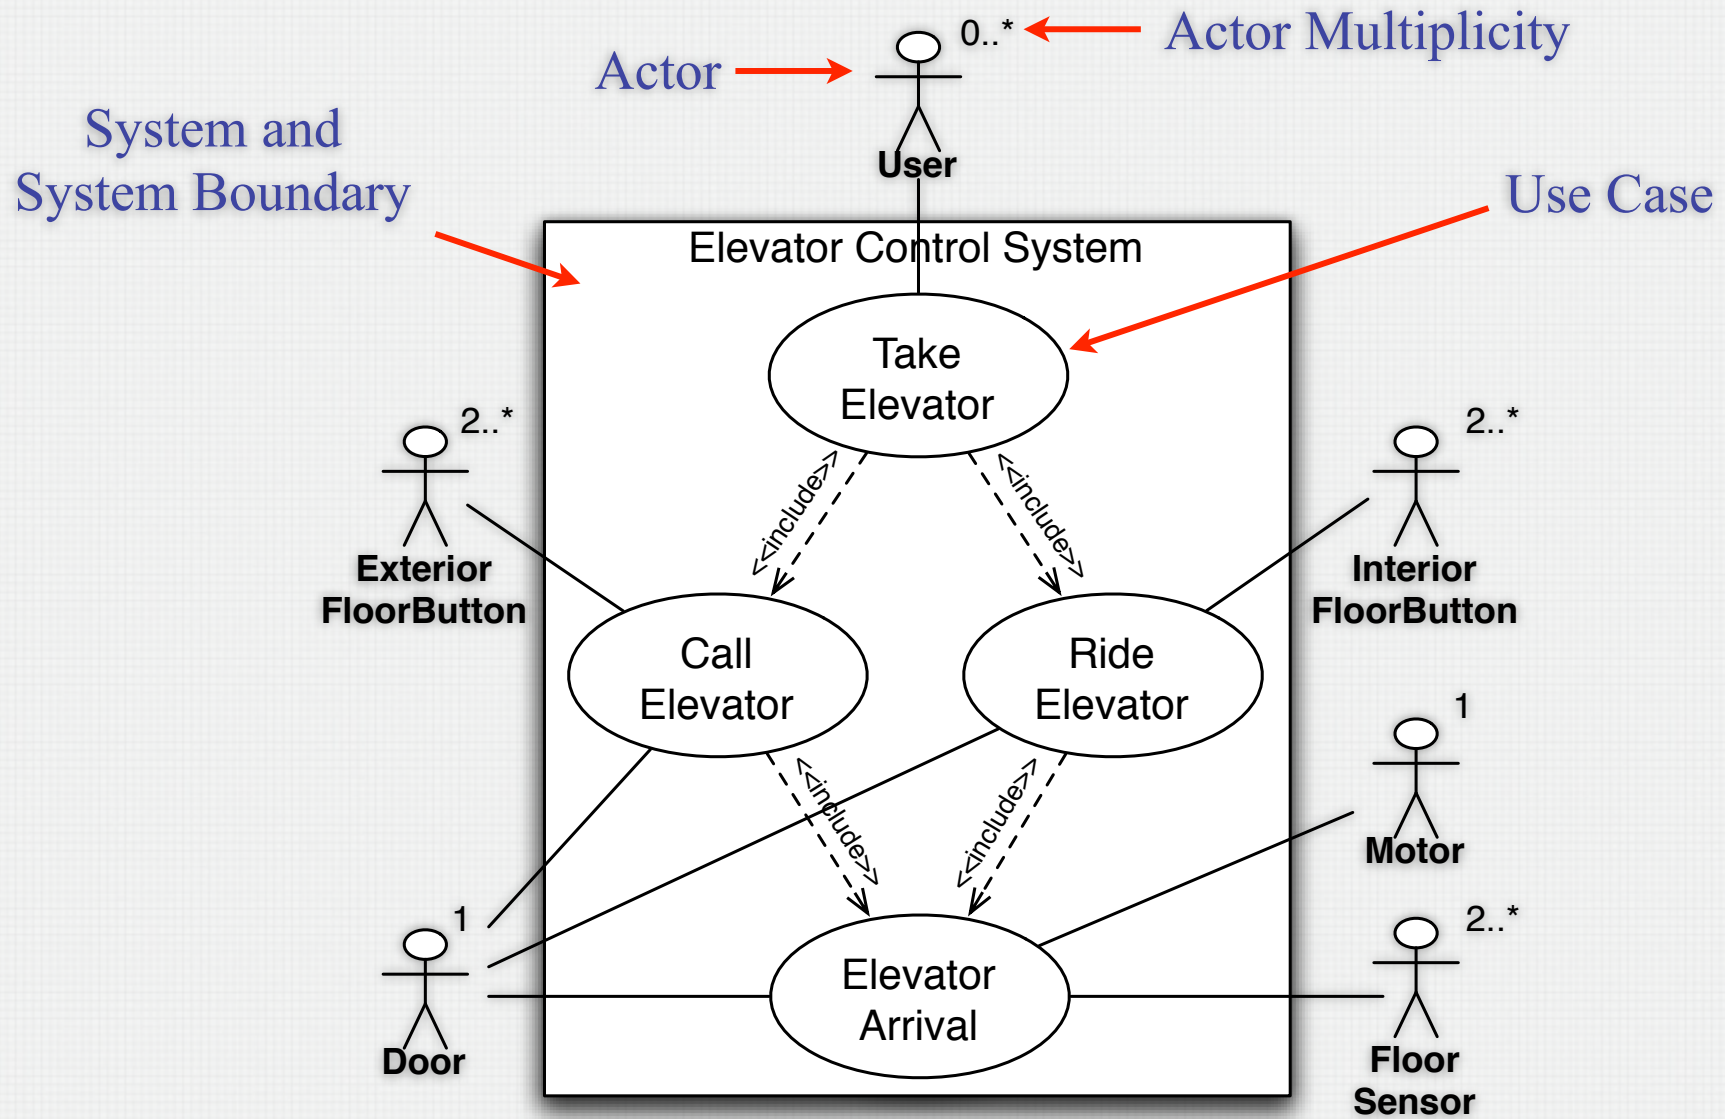 0..*
Actor Multiplicity
Actor
System and
System Boundary
User
Use Case
Elevator Control System
Take
Elevator
2..*
2..*
<<include>>
<<include>>
Exterior
FloorButton
Interior
FloorButton
Call
Elevator
Ride
Elevator
1
<<include>>
<<include>>
Motor
1
2..*
Elevator
Arrival
Door
Floor
Sensor